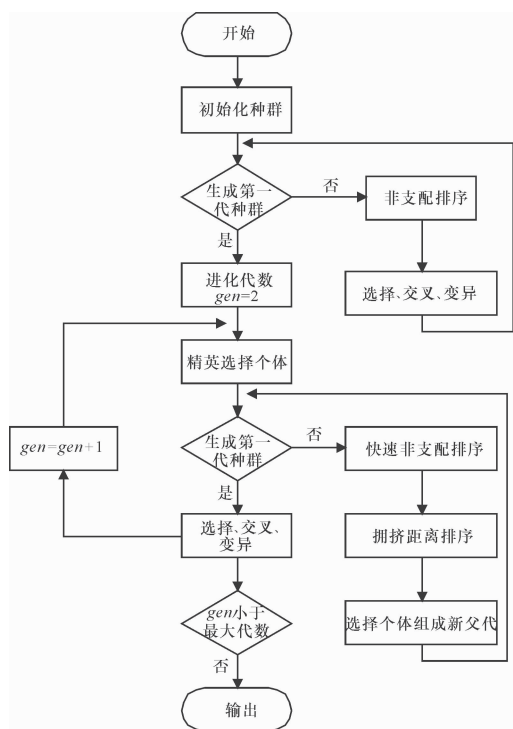 开始
初始化种群
生成第一
代种群
否
非支配排序
是
选择、交叉、变异
进化代数
gen=2
精英选择个体
gen=gen+1
生成第一
代种群
否
快速非支配排序
是
选择、交叉、
变异
拥挤距离排序
gen小于
最大代数
选择个体组成新父代
否
输出